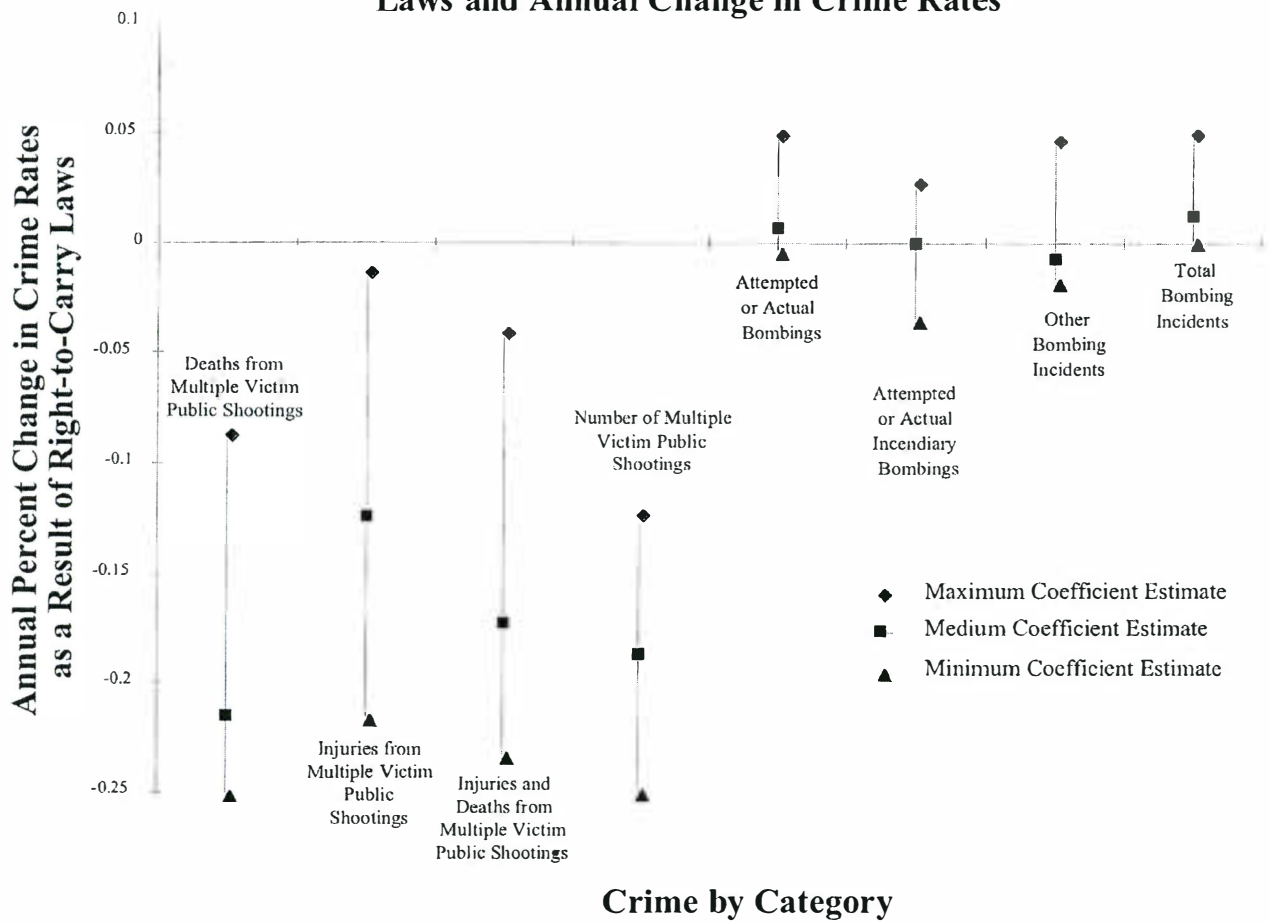 Laws and Annual Change in Crime Rates
Annual Percent Change in Crime Rates
as a Result of Right-to-Carry Laws
0.1
0.05
0
-0.05
-0.1
-0.15
-0.2
-0.25
Deaths from
Multiple Victim
Public Shootings
Injuries from
Multiple Victim
Public
Shootings
Injuries and
Deaths from
Multiple Victim
Public Shootings
Number of Multiple
Victim Public
Shootings
Attempted
or Actual
Bombings
Attempted
or Actual
Incendiary
Bombings
Other
Bombing
Incidents
Total
Bombing
Incidents
Maximum Coefficient Estimate
Medium Coefficient Estimate
Minimum Coefficient Estimate
Crime by Category